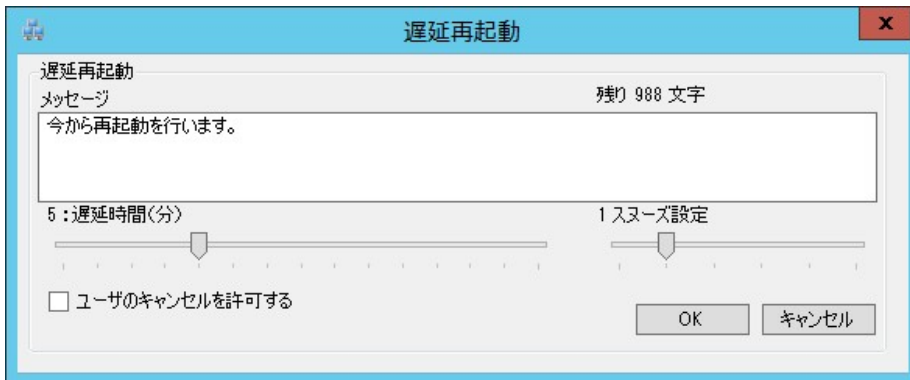 遅延再起動
x
遅延再起動
メッセージ
残り 988 文字
今から再起動を行います。
5 : 遅延時間(分)
1 スヌーズ設定
ユーザのキャンセルを許可する
OK
キャンセル